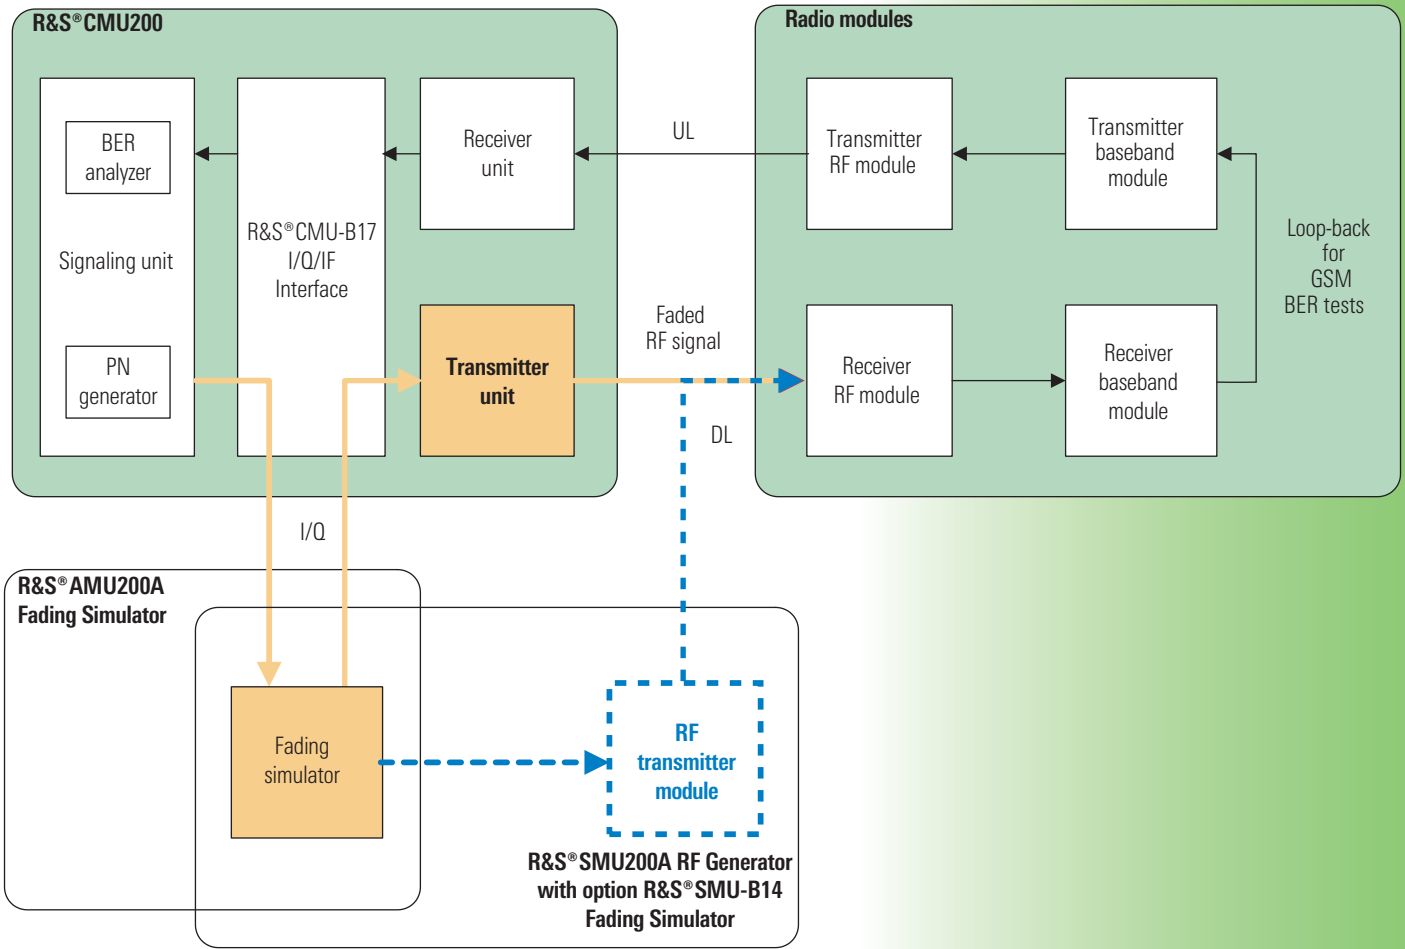 R&S®CMU200
Radio modules
BER
analyzer
Signaling unit
PN
generator
R&S®CMU-B17
I/Q/IF
Interface
Receiver
unit
Transmitter
unit
UL
Faded
RF signal
DL
Transmitter
RF module
Transmitter
baseband
module
Receiver
RF module
Receiver
baseband
module
Loop-back
for
GSM
BER tests
I/Q
R&S®AMU200A
Fading Simulator
Fading
simulator
RF
transmitter
module
R&S®SMU200A RF Generator
with option R&S®SMU-B14
Fading Simulator